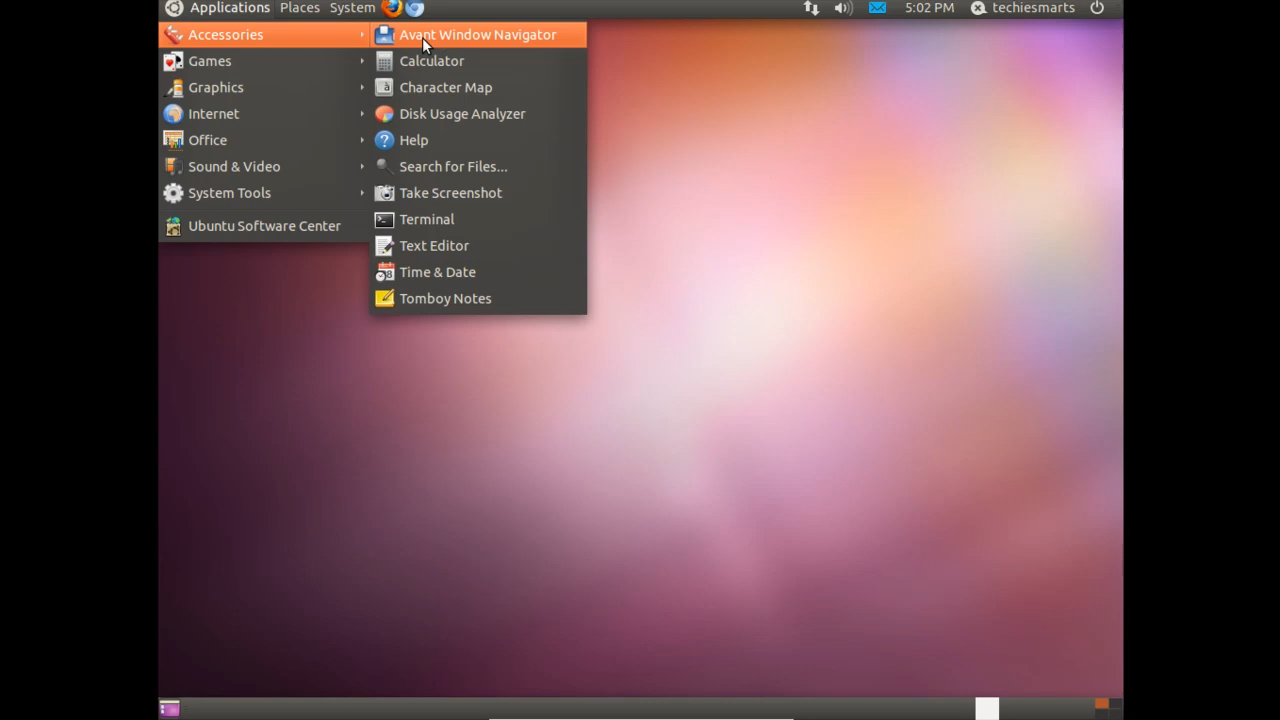 Applications Places System 5:02 PM techiesmarts
Accessories
Games
Graphics
Internet
Office
Sound & Video
System Tools
Ubuntu Software Center
Avant Window Navigator
Calculator
Character Map
Disk Usage Analyzer
Help
Search for Files...
Take Screenshot
Terminal
Text Editor
Time & Date
Tomboy Notes